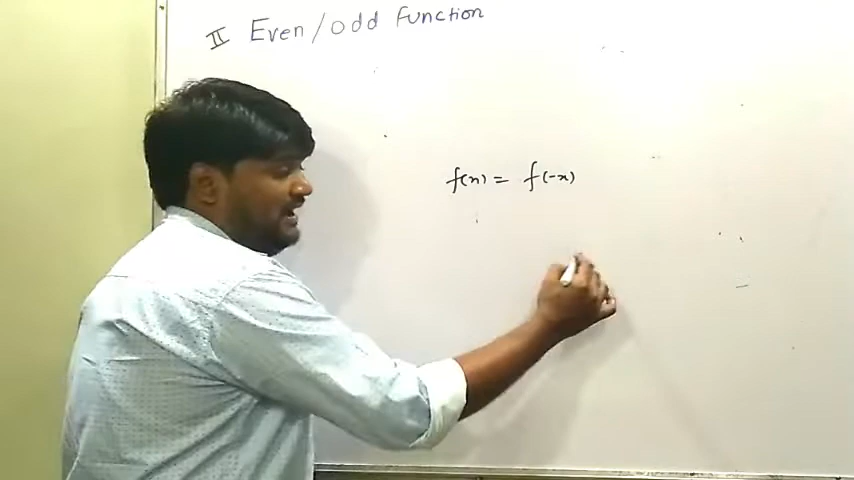 II Even/odd function
f(x) = f(-x)